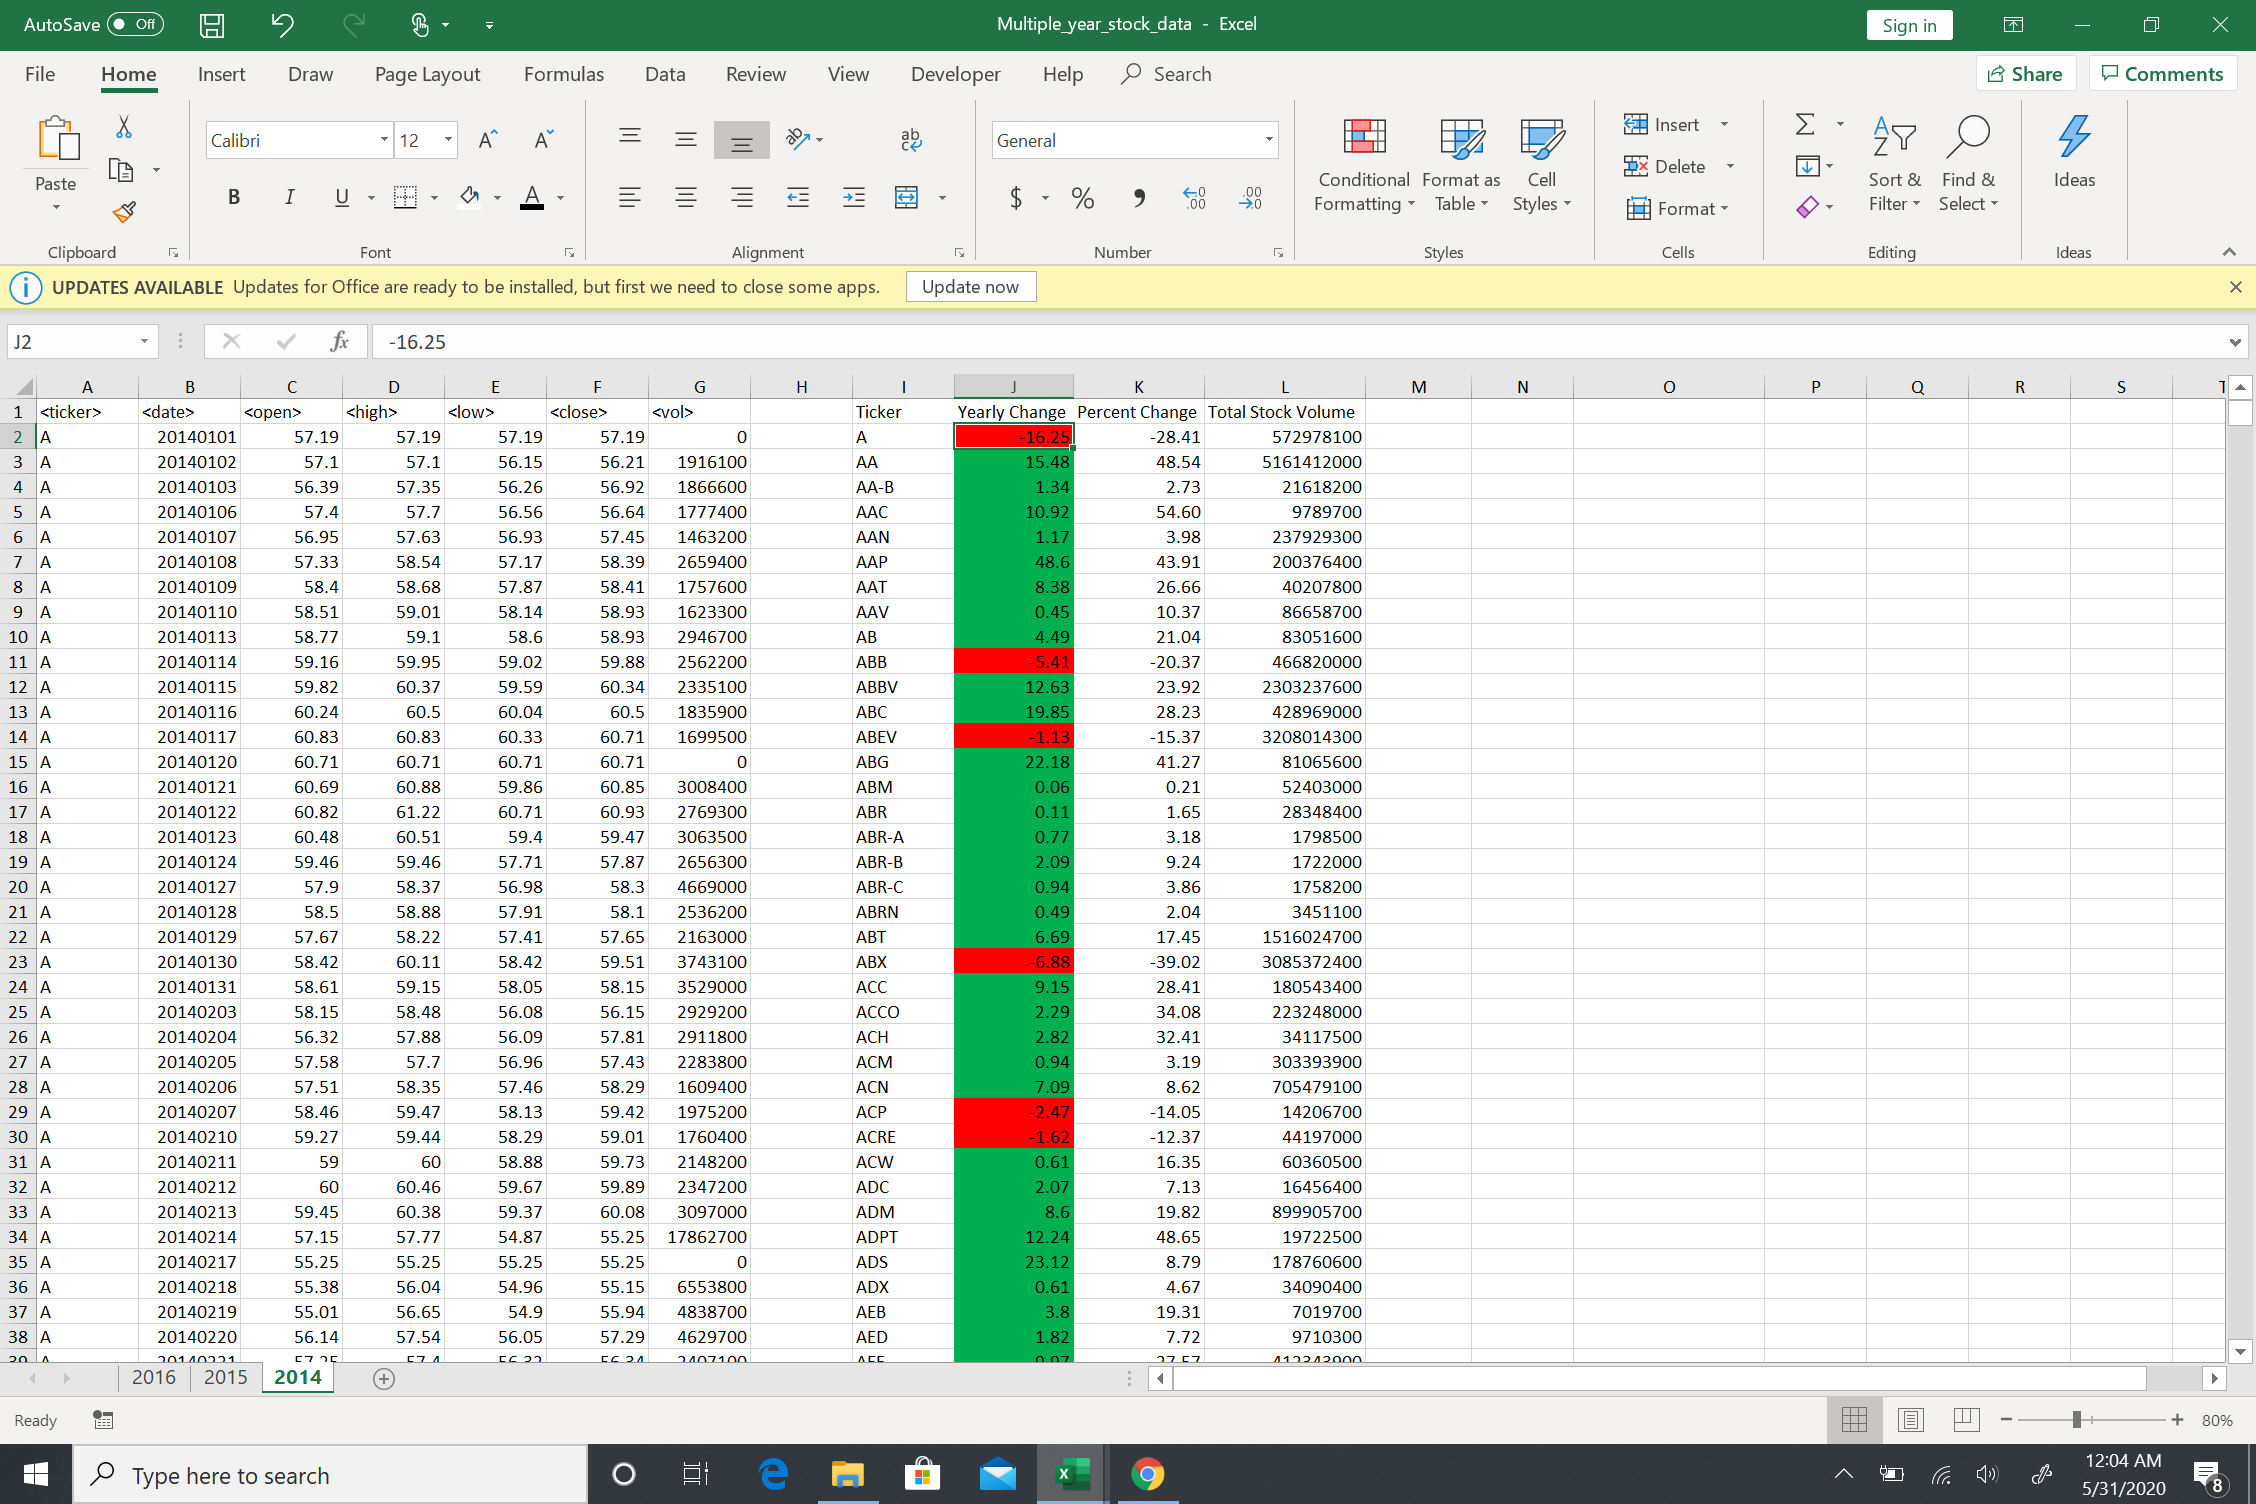 AutoSave Off
Multiple_year_stock_data - Excel
Sign in
File Home Insert Draw Page Layout Formulas Data Review View Developer Help Search Share Comments
Calibri 12 General
Paste
B I U A $ % 
Conditional Formatting
Format as Table
Cell Styles
Insert
Delete
Format
Sort & Filter
Find & Select
Ideas
Clipboard Font Alignment Number Styles Cells Editing Ideas
UPDATES AVAILABLE Updates for Office are ready to be installed, but first we need to close some apps. Update now
J2 fx -16.25
A B C D E F G H I J K L M N O P Q R S
1 <ticker> <date> <open> <high> <low> <close> <vol> Ticker Yearly Change Percent Change Total Stock Volume
2 A 20140101 57.19 57.19 57.19 57.19 0 A -16.25 -28.41 572978100
3 A 20140102 57.1 57.1 56.15 56.21 1916100 AA 15.48 48.54 5161412000
4 A 20140103 56.39 57.35 56.26 56.92 1866600 AA-B 1.34 2.73 21618200
5 A 20140106 57.4 57.7 56.56 56.64 1777400 AAC 10.92 54.60 9789700
6 A 20140107 56.95 57.63 56.93 57.45 1463200 AAN 1.17 3.98 237929300
7 A 20140108 57.33 58.54 57.17 58.39 2659400 AAP 48.6 43.91 200376400
8 A 20140109 58.4 58.68 57.87 58.41 1757600 AAT 8.38 26.66 40207800
9 A 20140110 58.51 59.01 58.14 58.93 1623300 AAV 0.45 10.37 86658700
10 A 20140113 58.77 59.1 58.6 58.93 2946700 AB 4.49 21.04 83051600
11 A 20140114 59.16 59.95 59.02 59.88 2562200 ABB -5.41 -20.37 466820000
12 A 20140115 59.82 60.37 59.59 60.34 2335100 ABBV 12.63 23.92 2303237600
13 A 20140116 60.24 60.5 60.04 60.5 1835900 ABC 19.85 28.23 428969000
14 A 20140117 60.83 60.83 60.33 60.71 1699500 ABEV -1.13 -15.37 3208014300
15 A 20140120 60.71 60.71 60.71 60.71 0 ABG 22.18 41.27 81065600
16 A 20140121 60.69 60.88 59.86 60.85 3008400 ABM 0.06 0.21 52403000
17 A 20140122 60.82 61.22 60.71 60.93 2769300 ABR 0.11 1.65 28348400
18 A 20140123 60.48 60.51 59.4 59.47 3063500 ABR-A 0.77 3.18 1798500
19 A 20140124 59.46 59.46 57.71 57.87 2656300 ABR-B 2.09 9.24 1722000
20 A 20140127 57.9 58.37 56.98 58.3 4669000 ABR-C 0.94 3.86 1758200
21 A 20140128 58.5 58.88 57.91 58.1 2536200 ABRN 0.49 2.04 3451100
22 A 20140129 57.67 58.22 57.41 57.65 2163000 ABT 6.69 17.45 1516024700
23 A 20140130 58.42 60.11 58.42 59.51 3743100 ABX -6.88 -39.02 3085372400
24 A 20140131 58.61 59.15 58.05 58.15 3529000 ACC 9.15 28.41 180543400
25 A 20140203 58.15 58.48 56.08 56.15 2929200 ACCO 2.29 34.08 223248000
26 A 20140204 56.32 57.88 56.09 57.81 2911800 ACH 2.82 32.41 34117500
27 A 20140205 57.58 57.7 56.96 57.43 2283800 ACM 0.94 3.19 303393900
28 A 20140206 57.51 58.35 57.46 58.29 1609400 ACN 7.09 8.62 705479100
29 A 20140207 58.46 59.47 58.13 59.42 1975200 ACP -2.47 -14.05 14206700
30 A 20140210 59.27 59.44 58.29 59.01 1760400 ACRE -1.62 -12.37 44197000
31 A 20140211 59 60 58.88 59.73 2148200 ACW 0.61 16.35 60360500
32 A 20140212 60 60.46 59.67 59.89 2347200 ADC 2.07 7.13 16456400
33 A 20140213 59.45 60.38 59.37 60.08 3097000 ADM 8.6 19.82 899905700
34 A 20140214 57.15 57.77 54.87 55.25 17862700 ADPT 12.24 48.65 19722500
35 A 20140217 55.25 55.25 55.25 55.25 0 ADS 23.12 8.79 178760600
36 A 20140218 55.38 56.04 54.96 55.15 6553800 ADX 0.61 4.67 34090400
37 A 20140219 55.01 56.65 54.9 55.94 4838700 AEB 3.8 19.31 7019700
38 A 20140220 56.14 57.54 56.05 57.29 4629700 AED 1.82 7.72 9710300
2016 2015 2014
Ready 80%
Type here to search
12:04 AM
5/31/2020
8